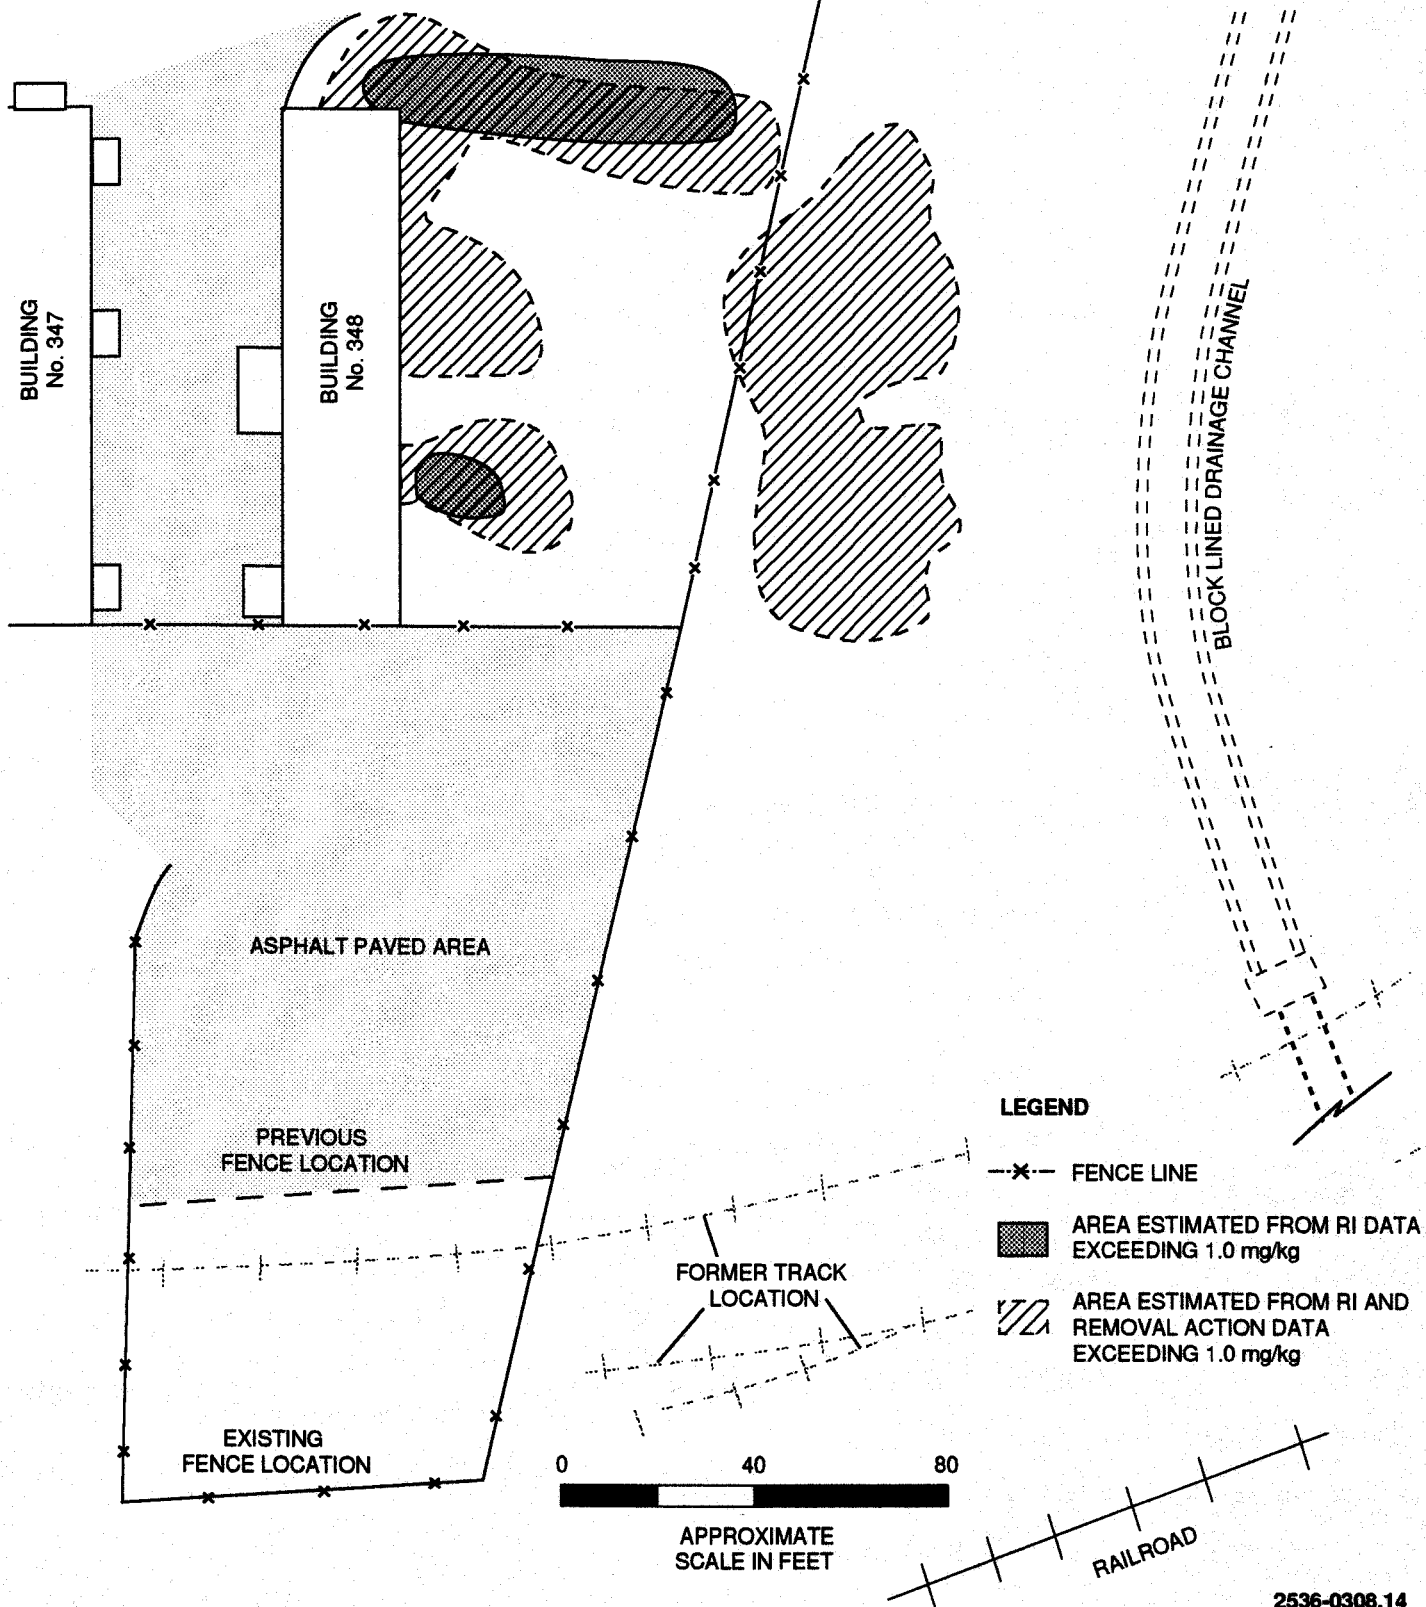 BUILDING
No. 347
BUILDING
No. 348
BLOCK LINED DRAINAGE CHANNEL
ASPHALT PAVED AREA
PREVIOUS
FENCE LOCATION
FORMER TRACK
LOCATION
EXISTING
FENCE LOCATION
LEGEND
FENCE LINE
AREA ESTIMATED FROM RI DATA
EXCEEDING 1.0 mg/kg
AREA ESTIMATED FROM RI AND
REMOVAL ACTION DATA
EXCEEDING 1.0 mg/kg
0 40 80
APPROXIMATE
SCALE IN FEET
RAILROAD
2536-0308.14